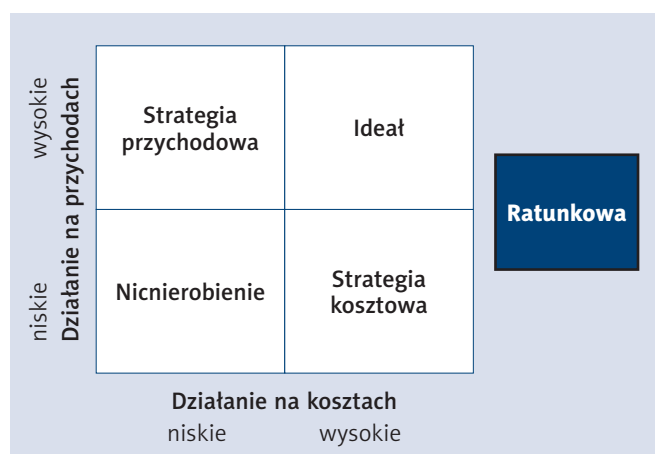 wysokie
niskie
Działanie na przychodach
Strategia
przychodowa
Ideał
Nicnierobienie
Strategia
kosztowa
Ratunkowa
Działanie na kosztach
niskie wysokie